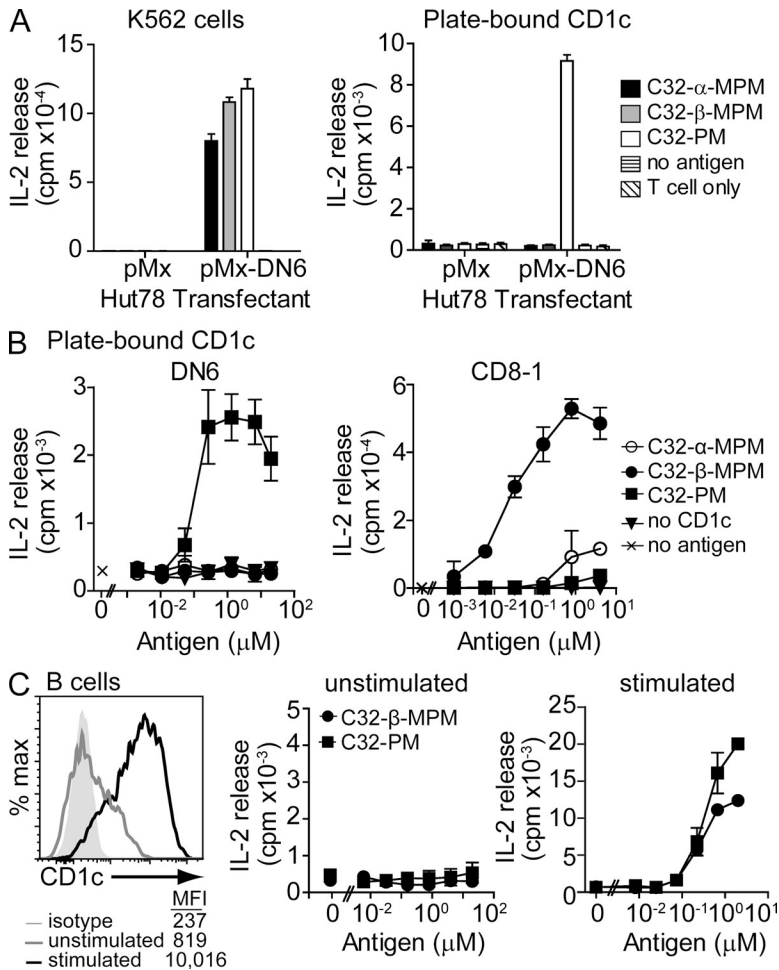 A
K562 cells
IL-2 release
(cpm x10⁻⁴)
15
10
5
0
pMx pMx-DN6
Hut78 Transfectant
Plate-bound CD1c
IL-2 release
(cpm x10⁻³)
10
8
6
4
2
0
pMx pMx-DN6
Hut78 Transfectant
C32-α-MPM
C32-β-MPM
C32-PM
no antigen
T cell only
B
Plate-bound CD1c
DN6
IL-2 release
(cpm x10⁻³)
3
2
1
0
0 10⁻² 10⁰ 10²
Antigen (μM)
CD8-1
IL-2 release
(cpm x10⁻⁴)
6
4
2
0
0 10⁻³ 10⁻² 10⁻¹ 10⁰ 10¹
Antigen (μM)
C32-α-MPM
C32-β-MPM
C32-PM
no CD1c
no antigen
C
B cells
% max
CD1c
MFI
isotype 237
unstimulated 819
stimulated 10,016
unstimulated
C32-β-MPM
C32-PM
IL-2 release
(cpm x10⁻³)
5
4
3
2
1
0
0 10⁻² 10⁰ 10²
Antigen (μM)
stimulated
IL-2 release
(cpm x10⁻³)
25
20
15
10
5
0
0 10⁻² 10⁻¹ 10⁰ 10¹
Antigen (μM)